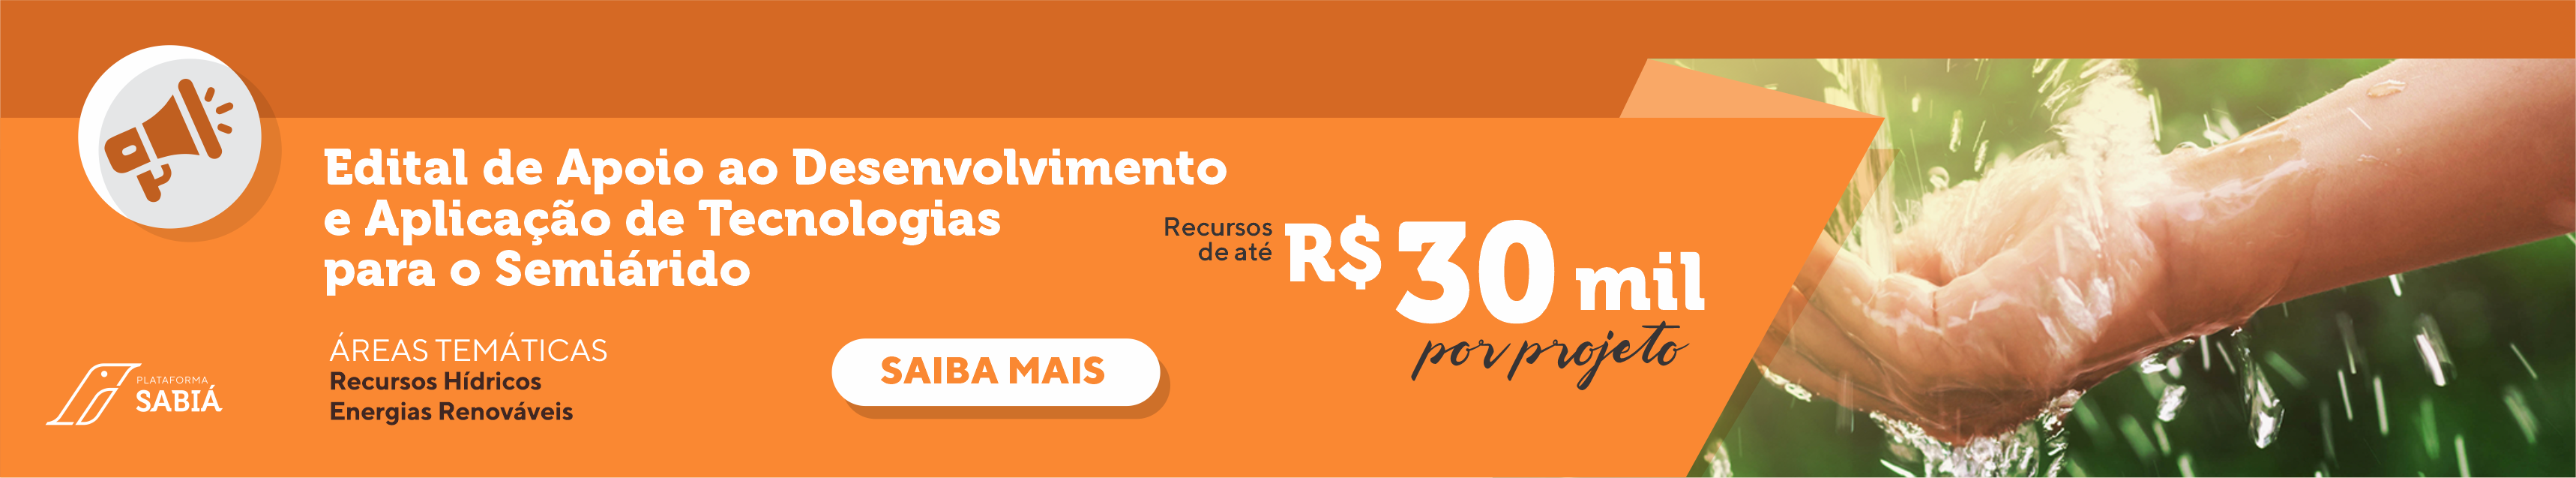 Edital de Apoio ao Desenvolvimento
e Aplicação de Tecnologias
para o Semiárido
Recursos
de até
R$ 30 mil
por projeto
ÁREAS TEMÁTICAS
Recursos Hídricos
Energias Renováveis
SAIBA MAIS
PLATAFORMA
SABIÁ